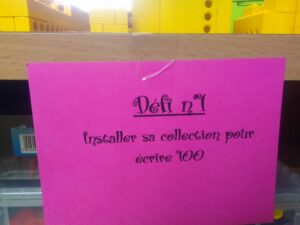 Défi n°1
Installer sa collection pour
écrire 100